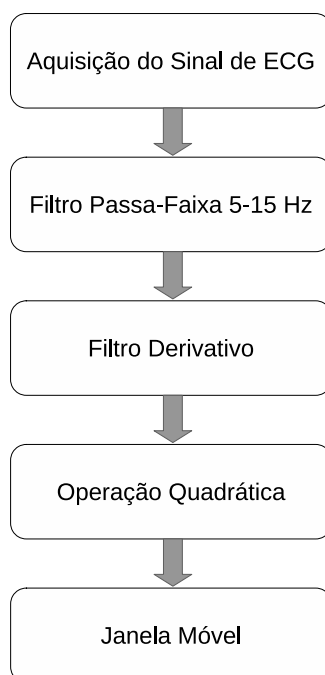 Aquisição do Sinal de ECG
Filtro Passa-Faixa 5-15 Hz
Filtro Derivativo
Operação Quadrática
Janela Móvel